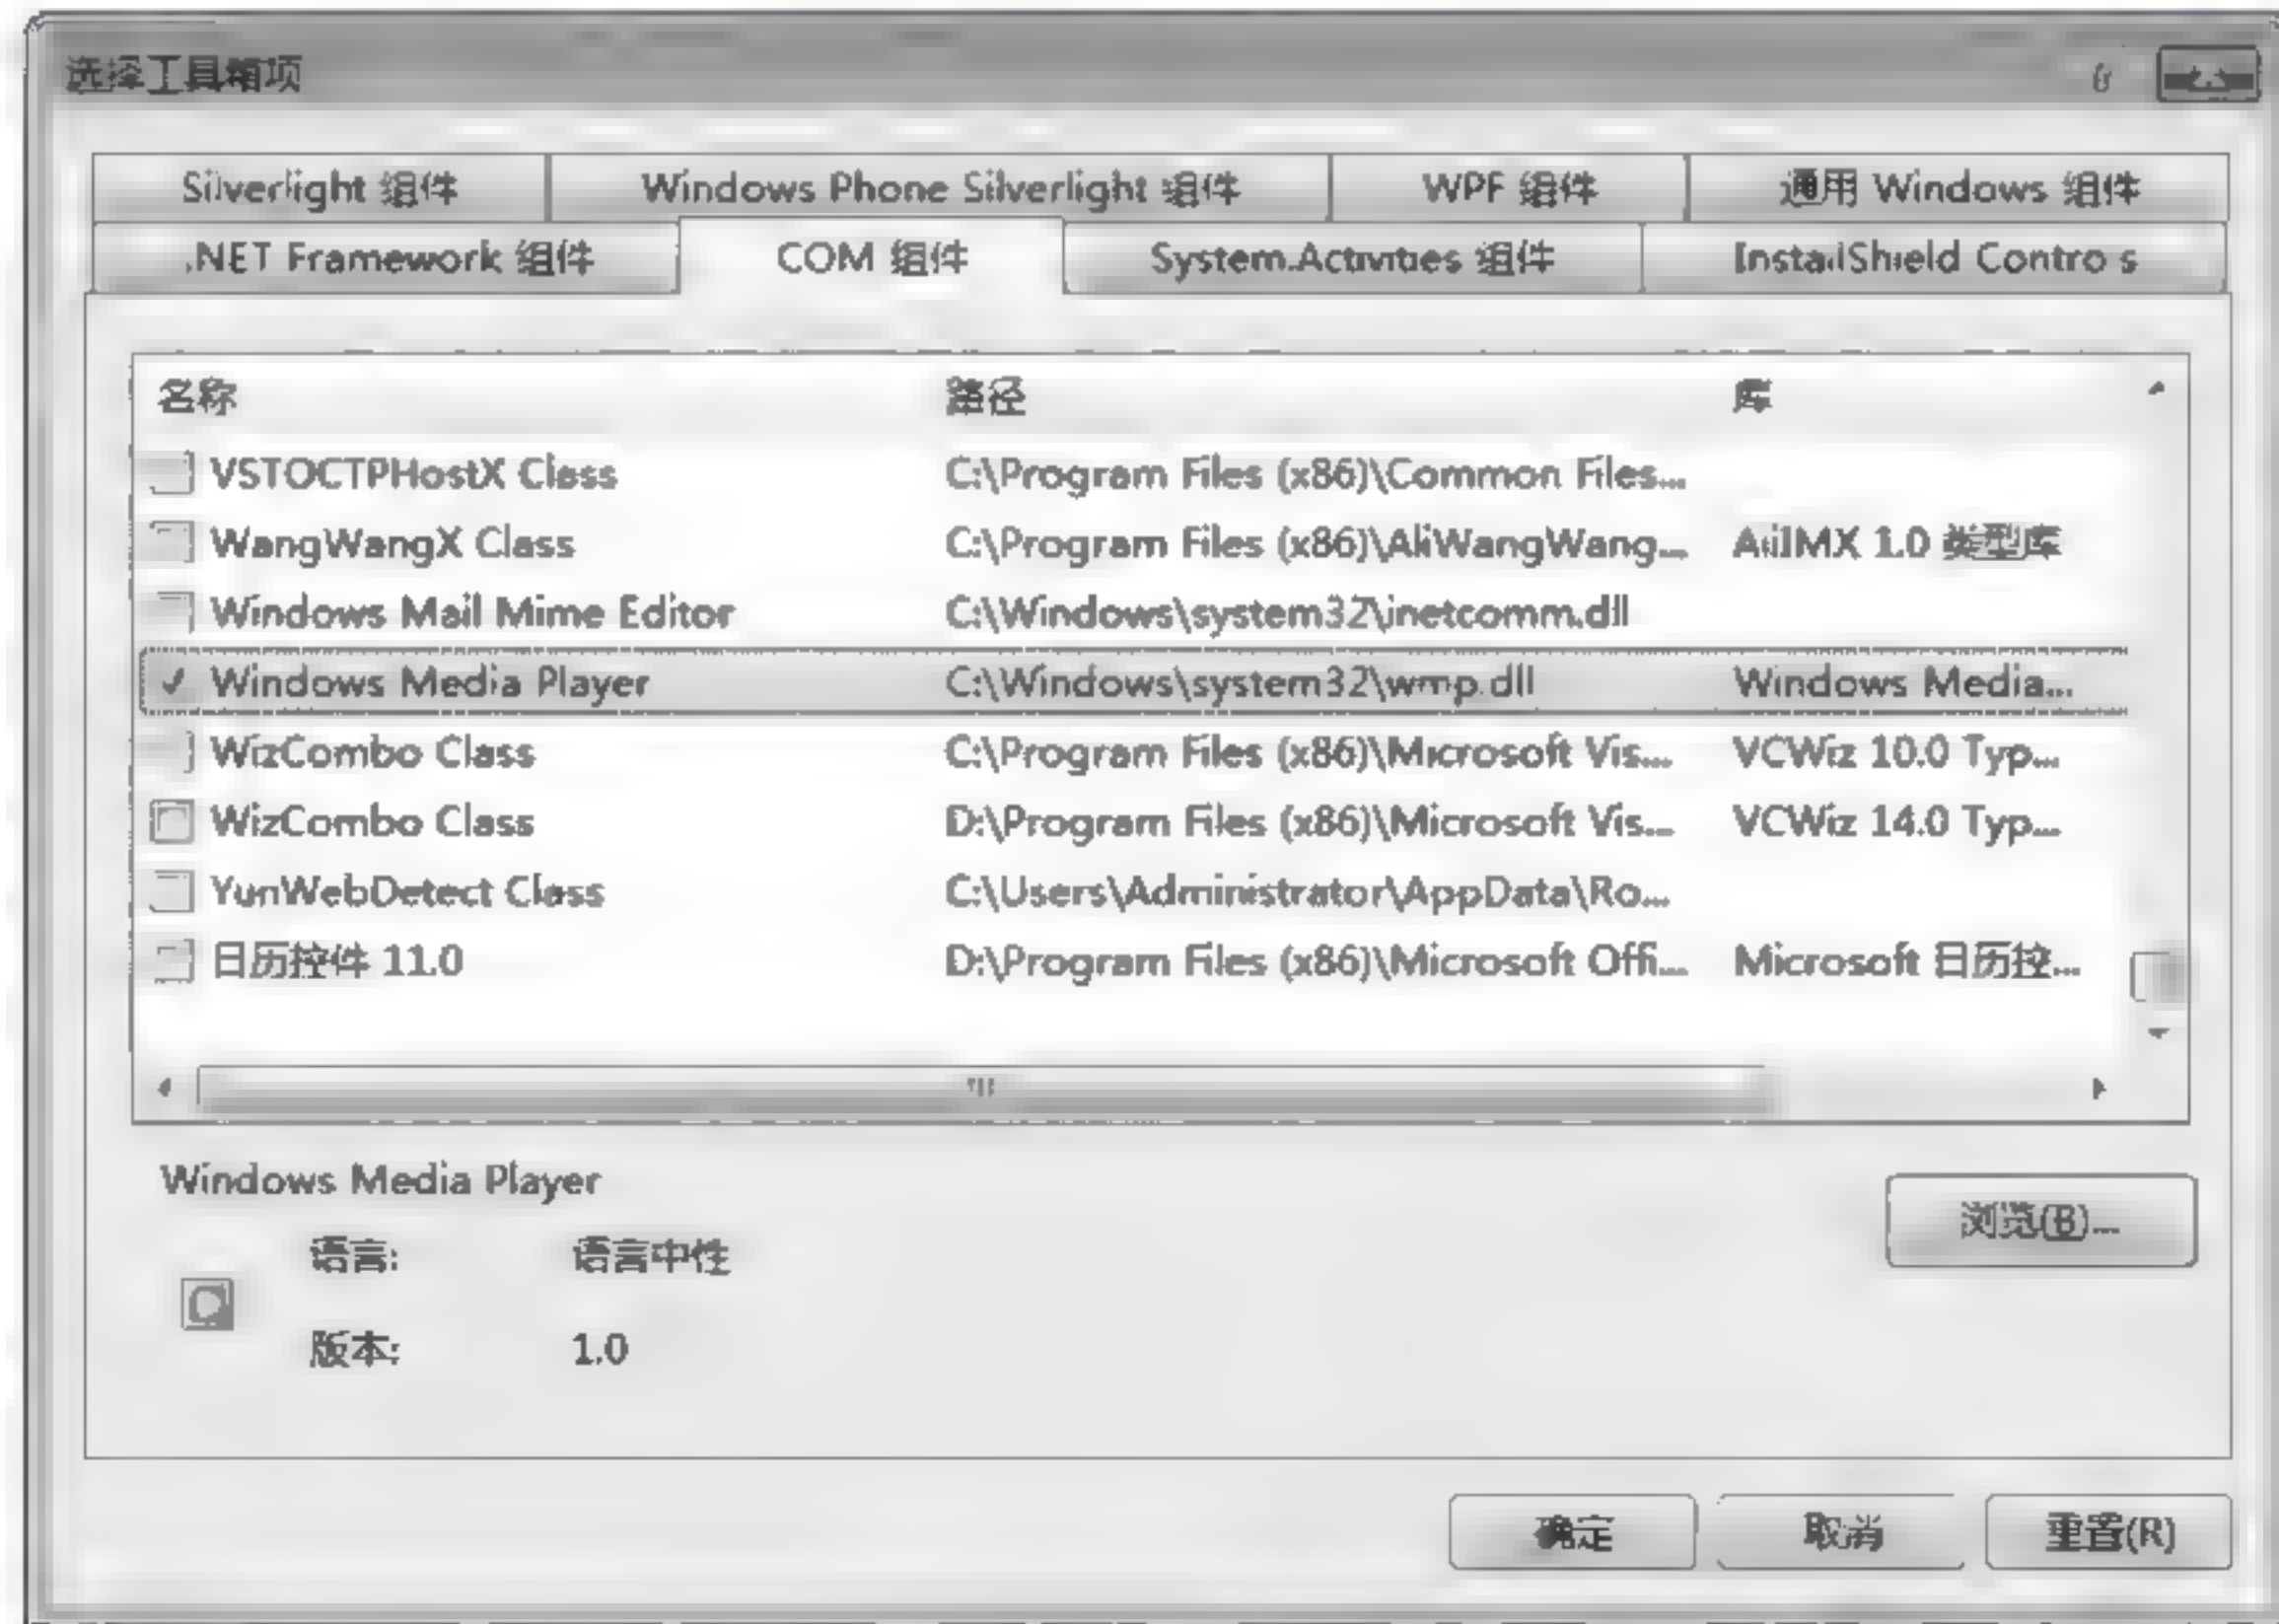 选择工具箱项
Silverlight 组件 Windows Phone Silverlight 组件 WPF 组件 通用 Windows 组件
.NET Framework 组件 COM 组件 System.Activities 组件 InstallShield Controls
名称 路径 库
VSTOCTPHostX Class C:\Program Files (x86)\Common Files...
WangWangX Class C:\Program Files (x86)\AliWangWang... AliIMX 1.0 类型库
Windows Mail Mime Editor C:\Windows\system32\inetcomm.dll
Windows Media Player C:\Windows\system32\wmp.dll Windows Media...
WizCombo Class C:\Program Files (x86)\Microsoft Vis... VCWiz 10.0 Typ...
WizCombo Class D:\Program Files (x86)\Microsoft Vis... VCWiz 14.0 Typ...
YunWebDetect Class C:\Users\Administrator\AppData\Ro...
日历控件 11.0 D:\Program Files (x86)\Microsoft Offi... Microsoft 日历控...
Windows Media Player
浏览(B)...
语言: 语言中性
版本: 1.0
确定 取消 重置(R)